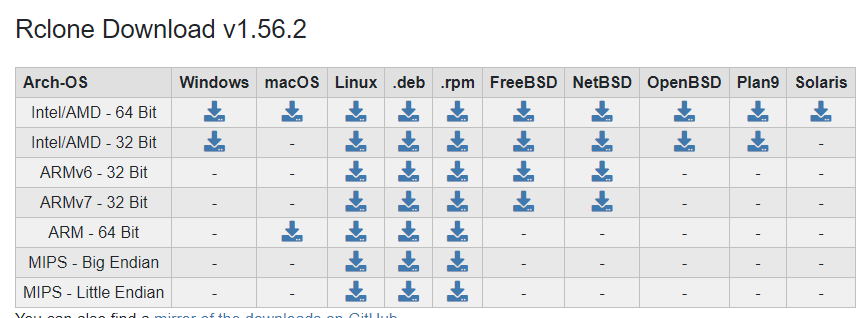 Rclone Download v1.56.2
Arch-OS Windows macOS Linux .deb .rpm FreeBSD NetBSD OpenBSD Plan9 Solaris
Intel/AMD - 64 Bit
Intel/AMD - 32 Bit - -
ARMv6 - 32 Bit - - - - -
ARMv7 - 32 Bit - - - - -
ARM - 64 Bit - - - - - -
MIPS - Big Endian - - - - - - -
MIPS - Little Endian - - - - - - -
You can also find a mirror of the downloads on GitHub.